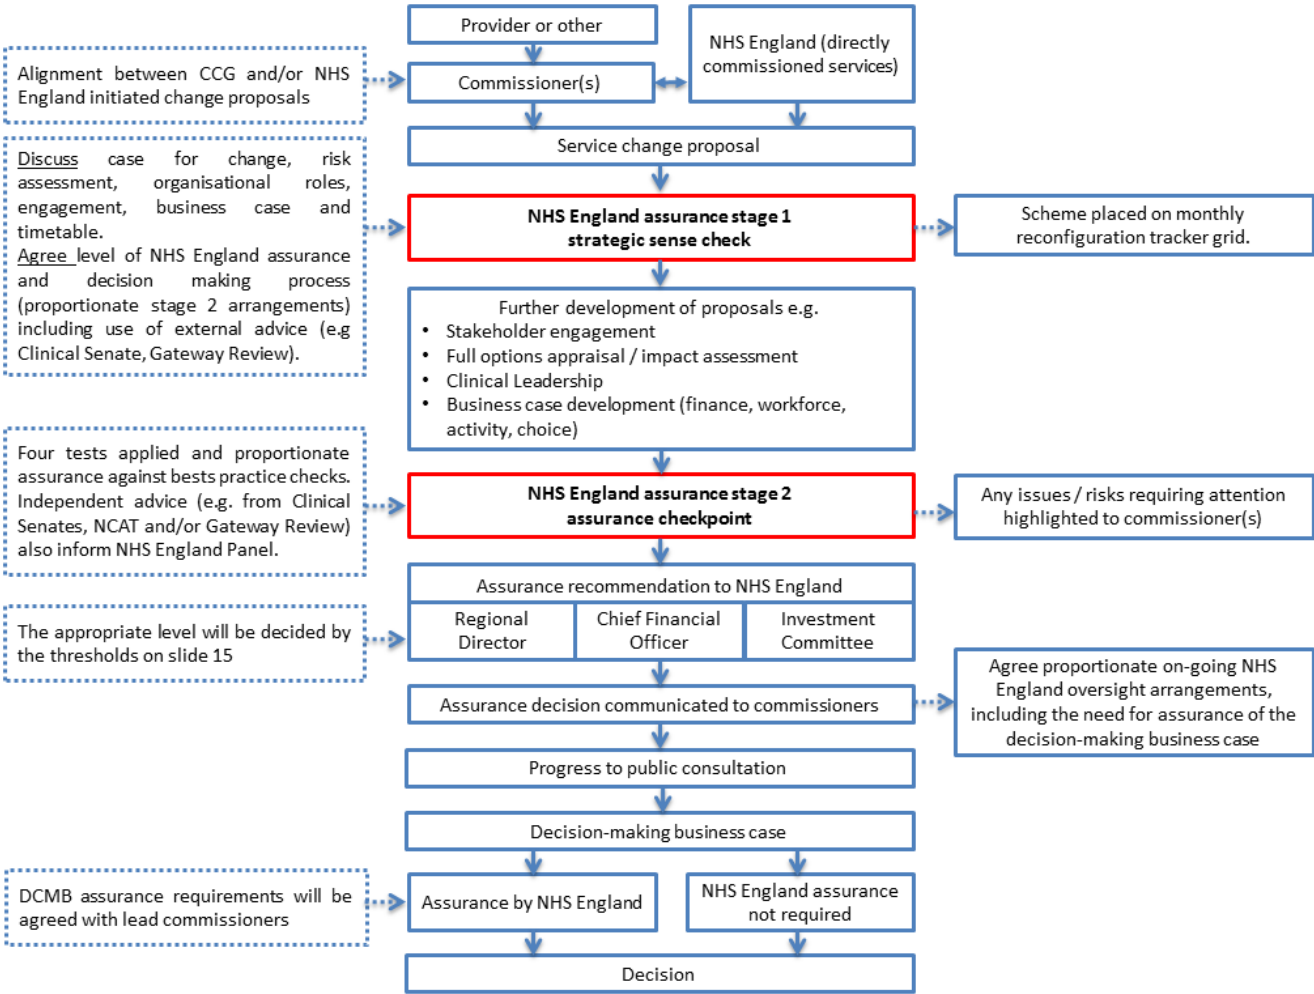 Provider or other
NHS England (directly
commissioned services)
Alignment between CCG and/or NHS
England initiated change proposals
Commissioner(s)
Service change proposal
Discuss case for change, risk
assessment, organisational roles,
engagement, business case and
timetable.
Agree level of NHS England assurance
and decision making process
(proportionate stage 2 arrangements)
including use of external advice (e.g
Clinical Senate, Gateway Review).
NHS England assurance stage 1
strategic sense check
Scheme placed on monthly
reconfiguration tracker grid.
Further development of proposals e.g.
• Stakeholder engagement
• Full options appraisal / impact assessment
• Clinical Leadership
• Business case development (finance, workforce,
activity, choice)
Four tests applied and proportionate
assurance against bests practice checks.
Independent advice (e.g. from Clinical
Senates, NCAT and/or Gateway Review)
also inform NHS England Panel.
NHS England assurance stage 2
assurance checkpoint
Any issues / risks requiring attention
highlighted to commissioner(s)
Assurance recommendation to NHS England
Regional
Director
Chief Financial
Officer
Investment
Committee
The appropriate level will be decided by
the thresholds on slide 15
Assurance decision communicated to commissioners
Agree proportionate on-going NHS
England oversight arrangements,
including the need for assurance of the
decision-making business case
Progress to public consultation
Decision-making business case
DCMB assurance requirements will be
agreed with lead commissioners
Assurance by NHS England
NHS England assurance
not required
Decision